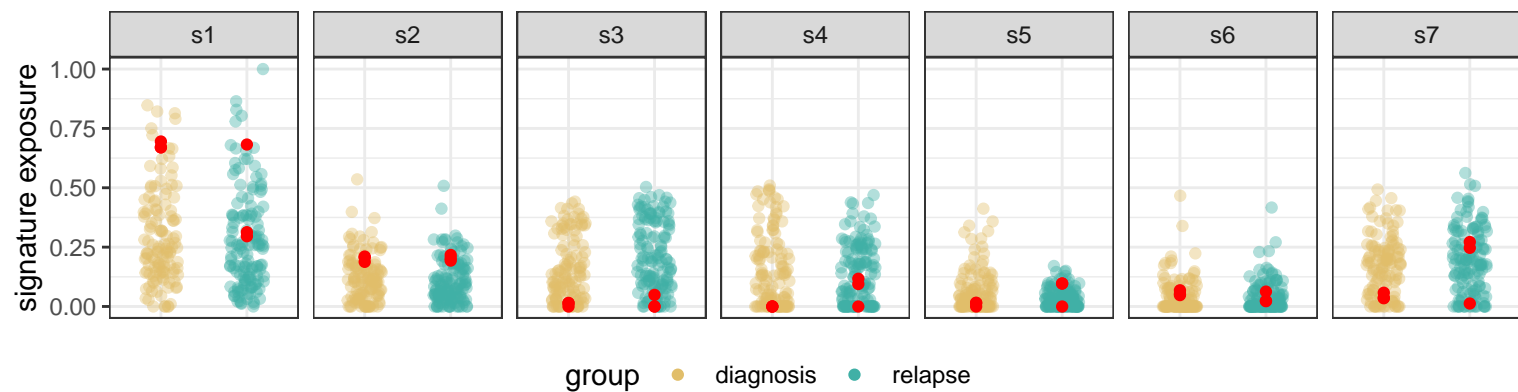 s1 s2 s3 s4 s5 s6 s7
signature exposure
1.00
0.75
0.50
0.25
0.00
group diagnosis relapse